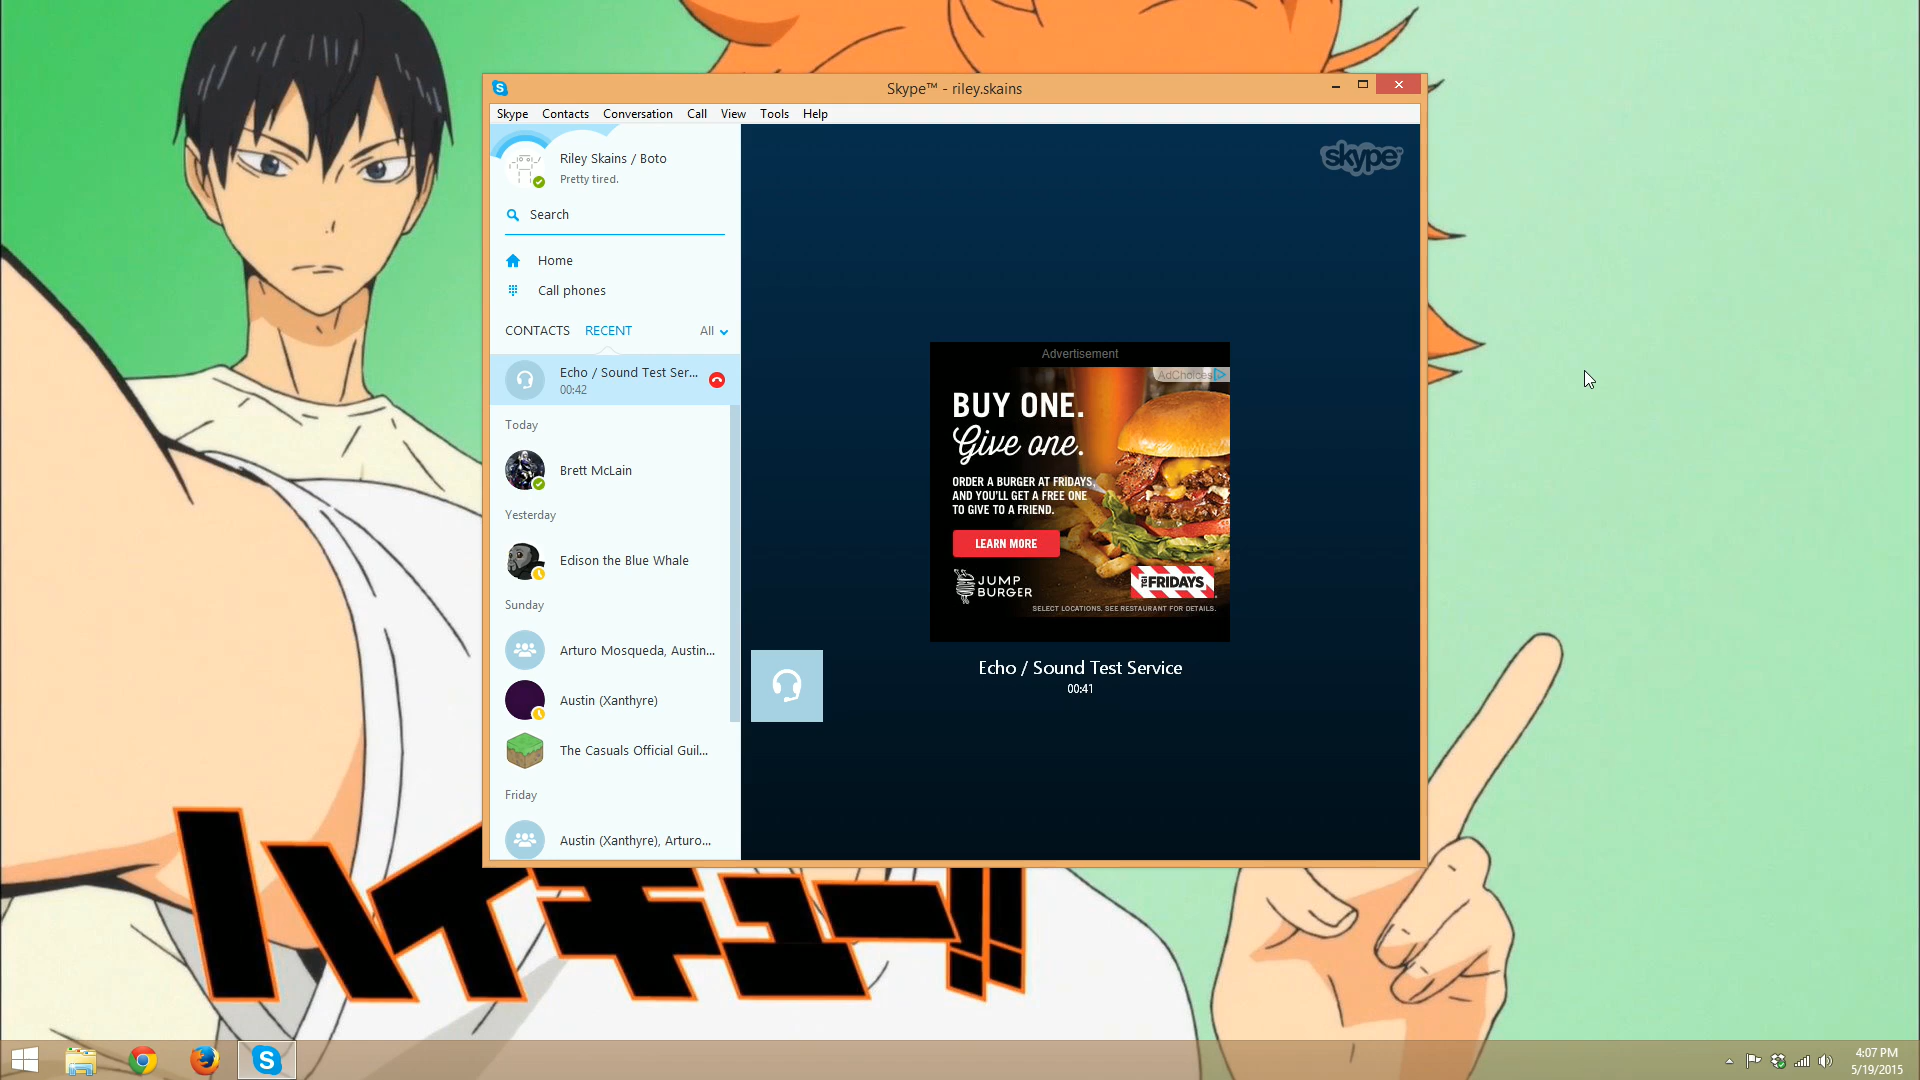 Skype™ - riley.skains
Skype Contacts Conversation Call View Tools Help
Riley Skains / Boto
Pretty tired.
Search
Home
Call phones
CONTACTS RECENT All
Echo / Sound Test Ser...
00:42
Today
Brett McLain
Yesterday
Edison the Blue Whale
Sunday
Arturo Mosqueda, Austin...
Austin (Xanthyre)
The Casuals Official Guil...
Friday
Austin (Xanthyre), Arturo...
skype™
Advertisement
AdChoices
BUY ONE.
Give one.
ORDER A BURGER AT FRIDAYS,
AND YOU'LL GET A FREE ONE
TO GIVE TO A FRIEND.
LEARN MORE
JUMP
BURGER
TGI FRIDAYS
SELECT LOCATIONS. SEE RESTAURANT FOR DETAILS.
Echo / Sound Test Service
00:41
ハイキュー!!
4:07 PM
5/19/2015